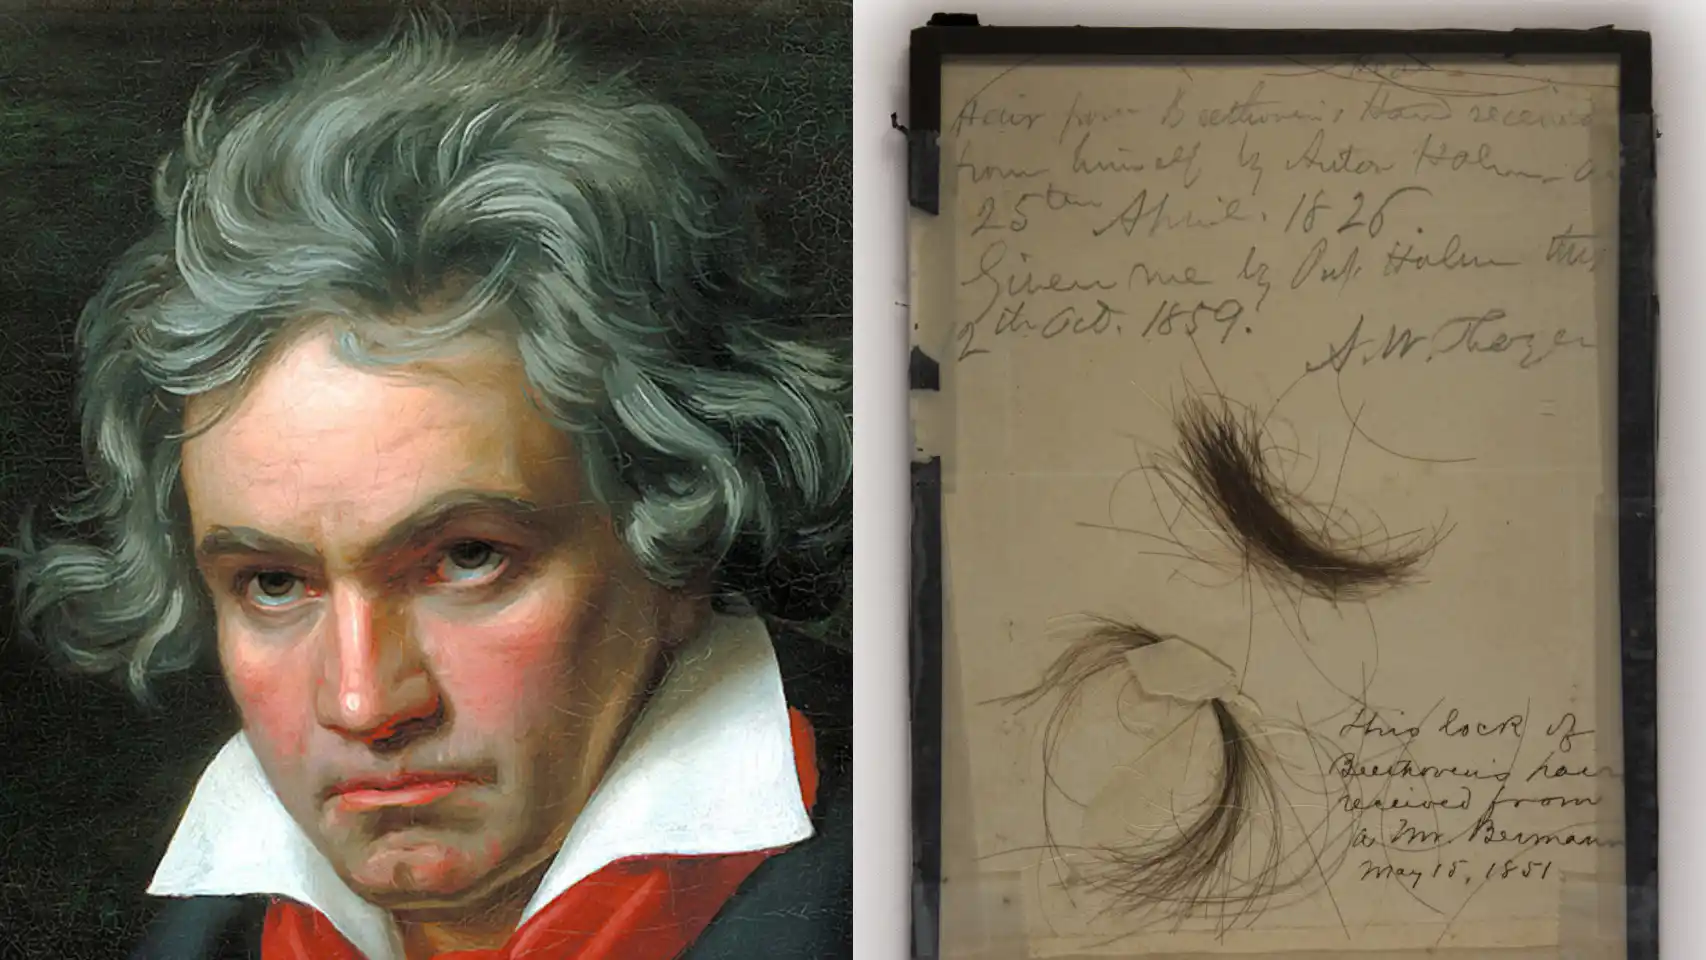 Hair from Beethoven's Head received
from himself by Anton Halm, on
25ten April. 1826.
Given me by Prof. Halm this
2th Oct. 1859.
A. W. Thayer
This lock of
Beethoven's hair
received from
a Mr. Bermann
May 15, 1851